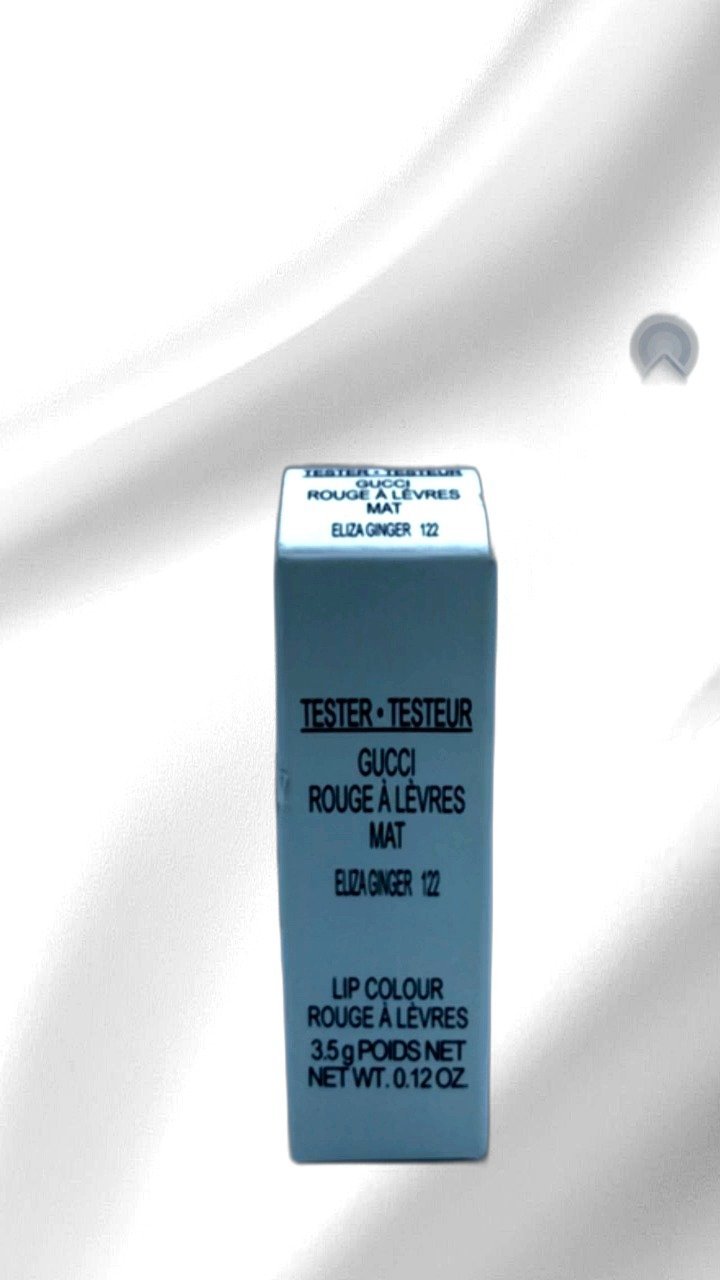 TESTER • TESTEUR
GUCCI
ROUGE À LÈVRES
MAT
ELIZA GINGER 122
TESTER • TESTEUR
GUCCI
ROUGE À LÈVRES
MAT
ELIZA GINGER 122
LIP COLOUR
ROUGE À LÈVRES
3.5 g POIDS NET
NET WT. 0.12 OZ.